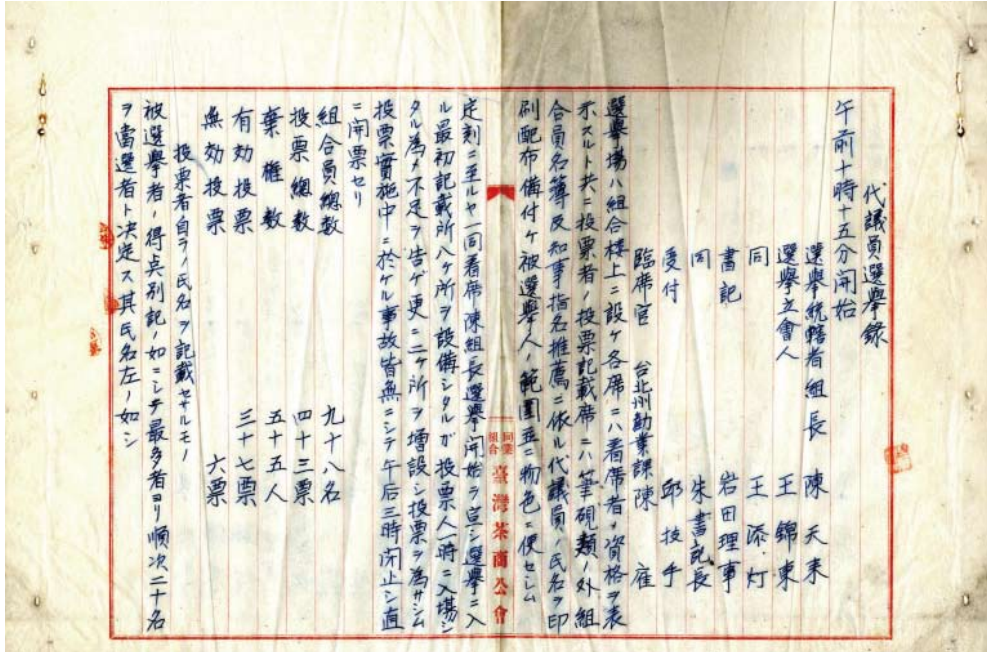 代議員選擧錄
午前十時十五分開始
選擧統轄者組長 陳天来
選擧立會人 王錦東
同 王添灯
書記 岩田理事
同 朱書記長
受付 邱技手
臨席官 台北州勧業課陳 雇
選擧場ハ組合楼上ニ設ケ各席ニハ着席者ノ資格ヲ表
示スルト共ニ投票者ノ投票記載席ニハ筆硯類ノ外組
合員名簿及知事指名推薦ニ依ル代議員ノ氏名ヲ印
刷配布備付ケ被選擧人ノ範圍並ニ物色ニ便セシム
同業組合 臺灣茶商公會
定刻ニ至ルヤ一同着席陳組長選擧開始ヲ宣シ選擧ニ入
ル最初記載所八ケ所ヲ設備シタルガ投票人一時ニ入場シ
タル為メ不足ヲ告ゲ更ニ二ケ所ヲ増設シ投票ヲ為サシム
投票實施中ニ於ケル事故皆無ニシテ午后三時閉止シ直
ニ開票セリ
組合員總数 九十八名
投票總数 四十三票
棄権数 五十五人
有効投票 三十七票
無効投票 六票
投票者自ラノ氏名ヲ記載セサルモノ
被選擧者ノ得点別記ノ如ニシテ最多者ヨリ順次二十名
ヲ當選者ト决定ス其氏名左ノ如シ